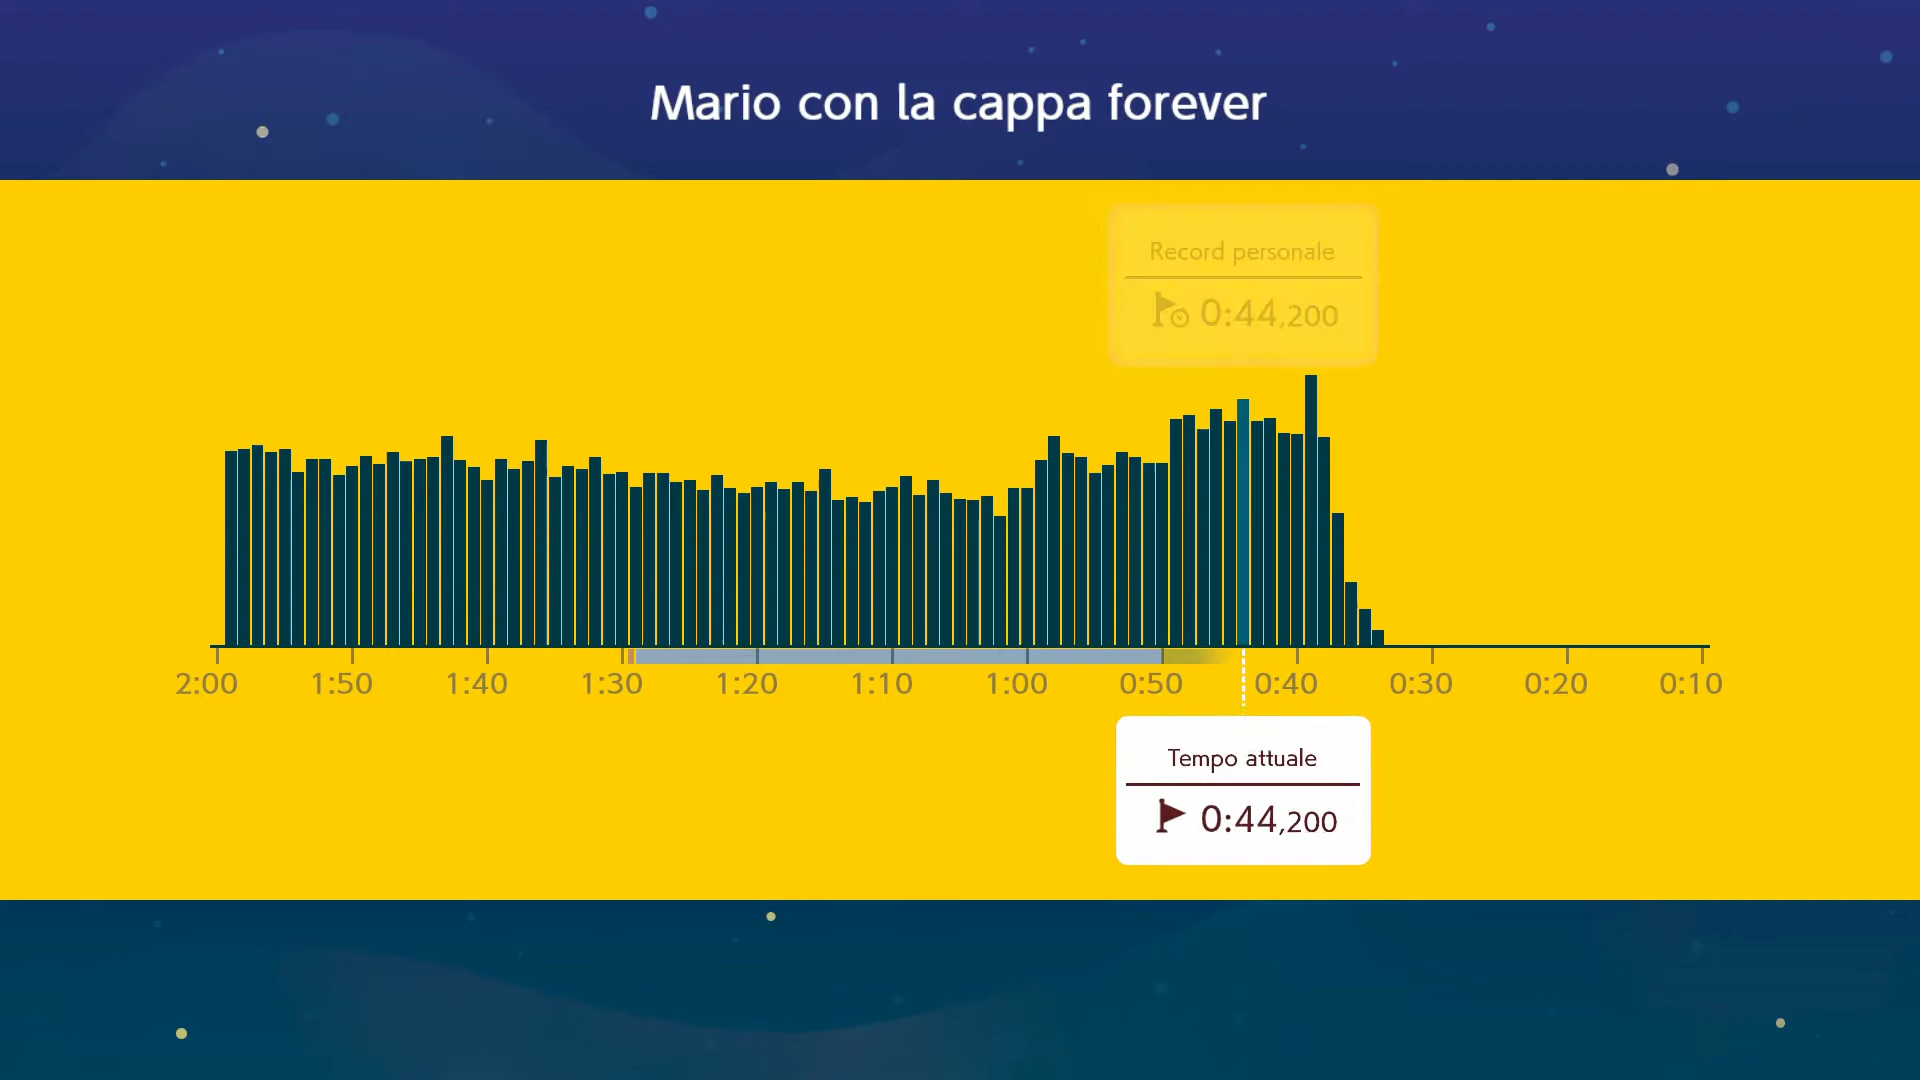 Mario con la cappa forever
Record personale
0:44,200
2:00 1:50 1:40 1:30 1:20 1:10 1:00 0:50 0:40 0:30 0:20 0:10
Tempo attuale
0:44,200